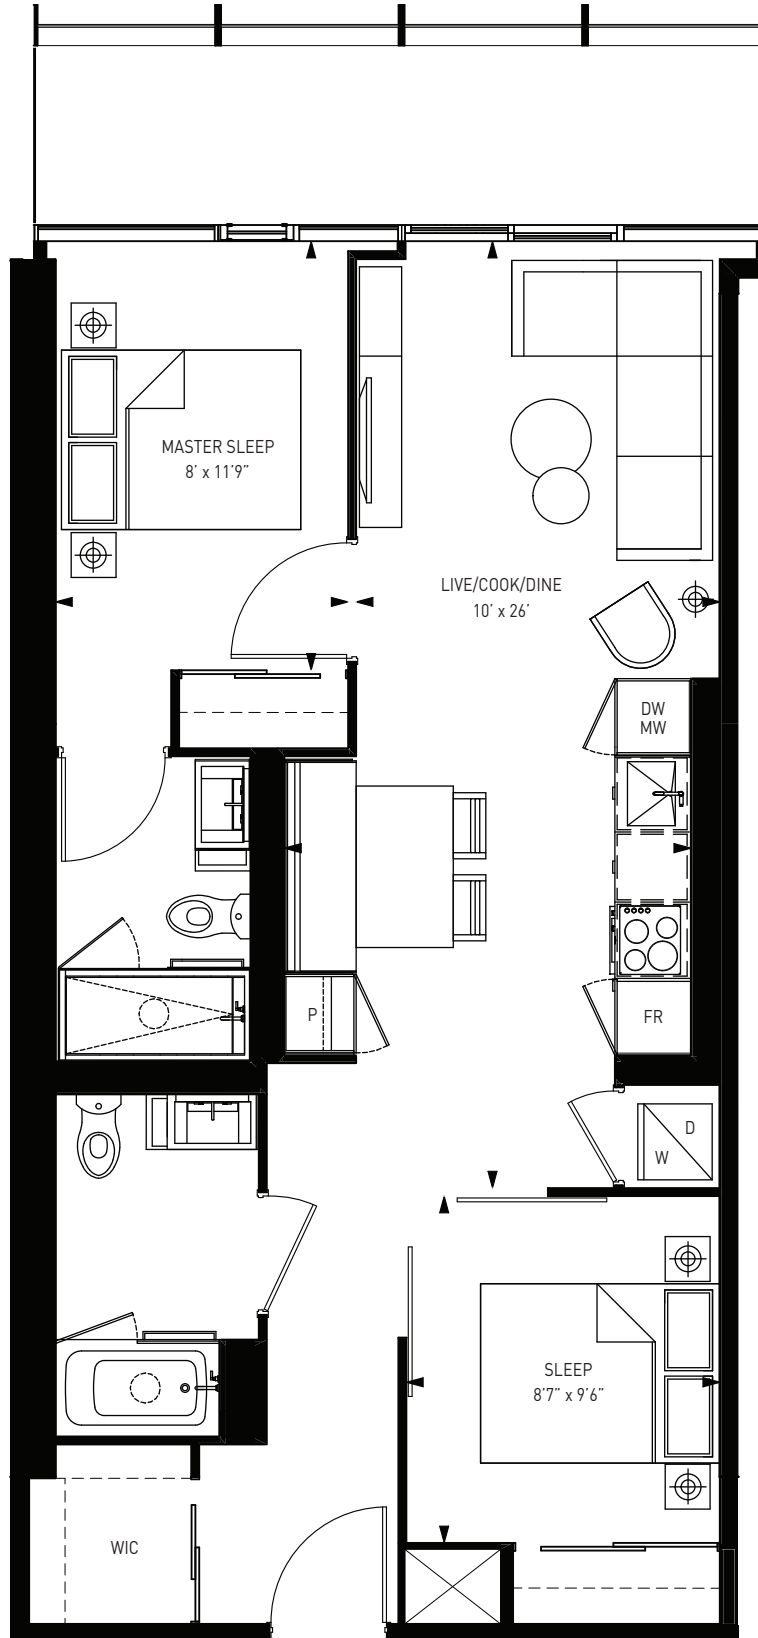 MASTER SLEEP
8' x 11'9”
LIVE/COOK/DINE
10' x 26'
DW
MW
P
FR
D
W
SLEEP
8'7” x 9'6”
WIC